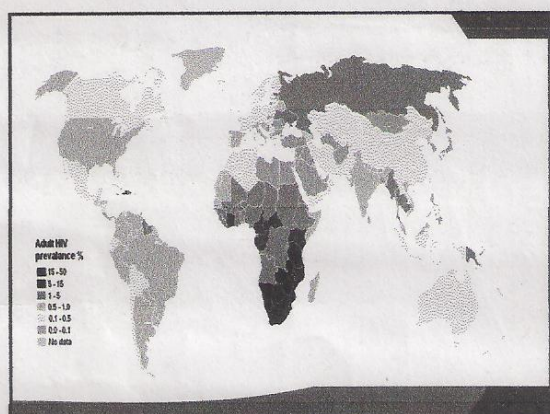 Adult HIV
prevalance %
15 - 50
5 - 15
1 - 5
0.5 - 1.0
0.1 - 0.5
0.0 - 0.1
No data